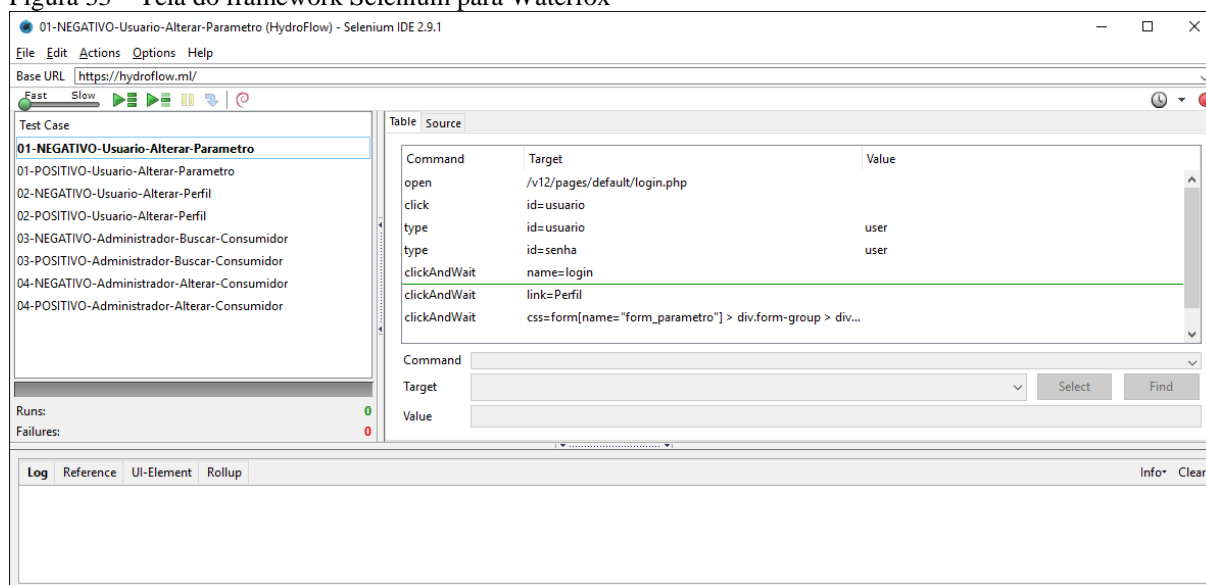 Figura 33 – Tela do framework Selenium para Waterfox
01-NEGATIVO-Usuario-Alterar-Parametro (HydroFlow) - Selenium IDE 2.9.1
File Edit Actions Options Help
Base URL https://hydroflow.ml/
Fast Slow
Test Case
01-NEGATIVO-Usuario-Alterar-Parametro
01-POSITIVO-Usuario-Alterar-Parametro
02-NEGATIVO-Usuario-Alterar-Perfil
02-POSITIVO-Usuario-Alterar-Perfil
03-NEGATIVO-Administrador-Buscar-Consumidor
03-POSITIVO-Administrador-Buscar-Consumidor
04-NEGATIVO-Administrador-Alterar-Consumidor
04-POSITIVO-Administrador-Alterar-Consumidor
Runs: 0
Failures: 0
Table Source
Command Target Value
open /v12/pages/default/login.php
click id=usuario
type id=usuario user
type id=senha user
clickAndWait name=login
clickAndWait link=Perfil
clickAndWait css=form[name="form_parametro"] > div.form-group > div...
Command
Target Select Find
Value
Log Reference UI-Element Rollup Info Clear